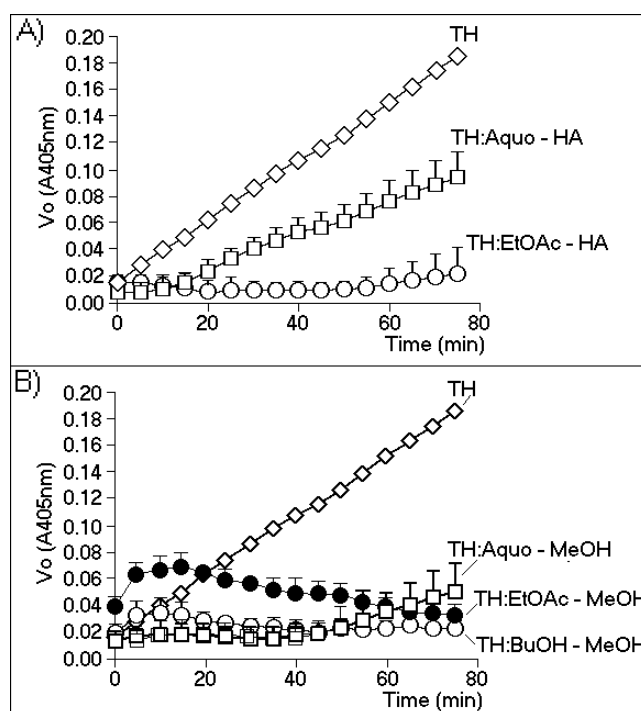 A)
0.20
0.18
0.16
0.14
0.12
0.10
0.08
0.06
0.04
0.02
0.00
Vo (A405nm)
TH
TH:Aquo - HA
TH:EtOAc - HA
0 20 40 60 80
Time (min)
B)
0.20
0.18
0.16
0.14
0.12
0.10
0.08
0.06
0.04
0.02
0.00
Vo (A405nm)
TH
TH:Aquo - MeOH
TH:EtOAc - MeOH
TH:BuOH - MeOH
0 20 40 60 80
Time (min)